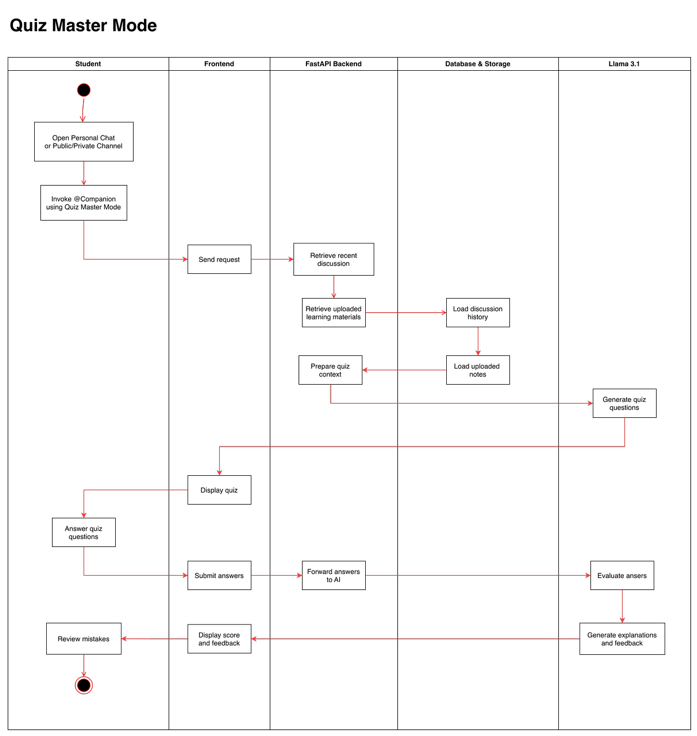 Quiz Master Mode
Student
Frontend
FastAPI Backend
Database & Storage
Llama 3.1
Open Personal Chat
or Public/Private Channel
Invoke @Companion
using Quiz Master Mode
Send request
Retrieve recent
discussion
Retrieve uploaded
learning materials
Load discussion
history
Prepare quiz
context
Load uploaded
notes
Generate quiz
questions
Display quiz
Answer quiz
questions
Submit answers
Forward answers
to AI
Evaluate ansers
Review mistakes
Display score
and feedback
Generate explanations
and feedback